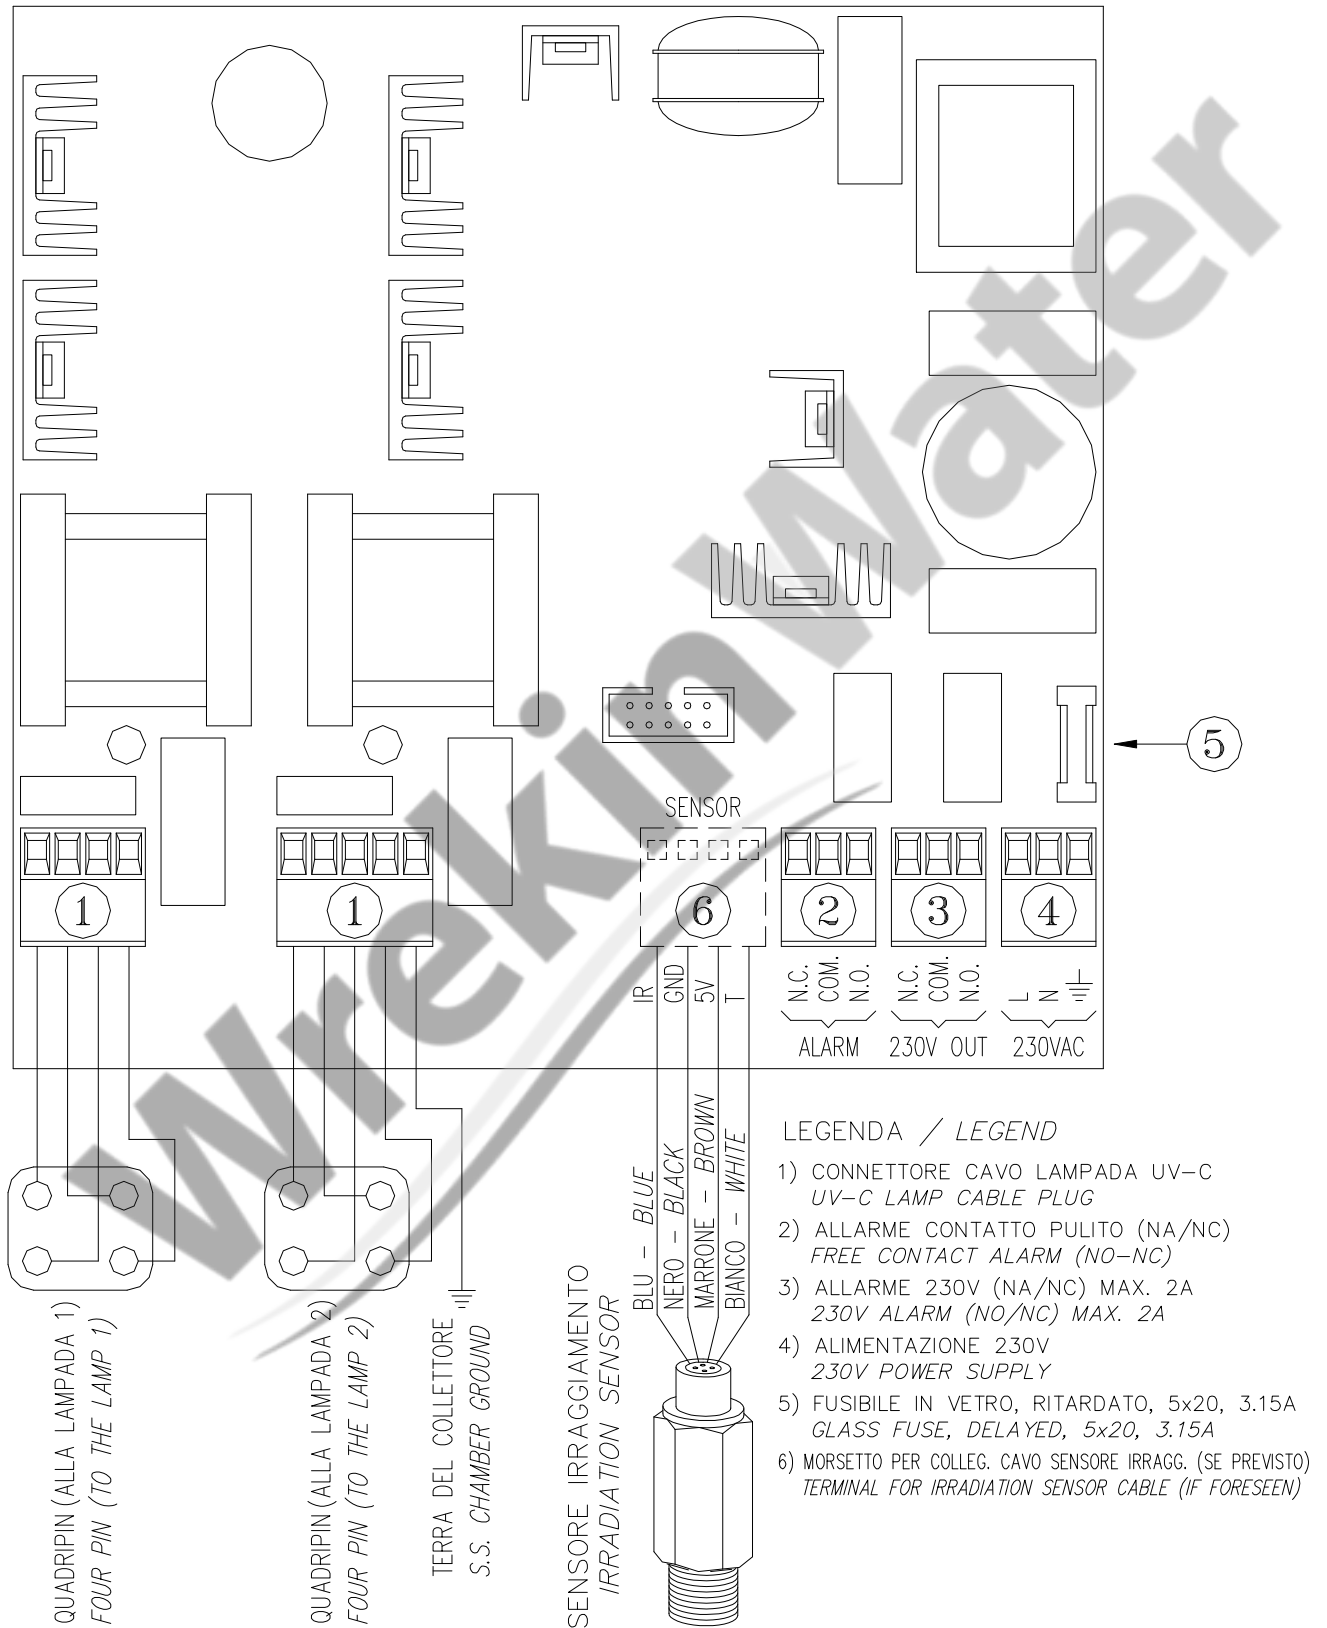 SENSOR
5
1
1
6
2
3
4
IR
GND
5V
T
N.C.
COM.
N.O.
N.C.
COM.
N.O.
L
N
ALARM
230V OUT
230VAC
BLU - BLUE
NERO - BLACK
MARRONE - BROWN
BIANCO - WHITE
QUADRIPIN (ALLA LAMPADA 1)
FOUR PIN (TO THE LAMP 1)
QUADRIPIN (ALLA LAMPADA 2)
FOUR PIN (TO THE LAMP 2)
TERRA DEL COLLETTORE
S.S. CHAMBER GROUND
SENSORE IRRAGGIAMENTO
IRRADIATION SENSOR
LEGENDA / LEGEND
1) CONNETTORE CAVO LAMPADA UV-C
UV-C LAMP CABLE PLUG
2) ALLARME CONTATTO PULITO (NA/NC)
FREE CONTACT ALARM (NO-NC)
3) ALLARME 230V (NA/NC) MAX. 2A
230V ALARM (NO/NC) MAX. 2A
4) ALIMENTAZIONE 230V
230V POWER SUPPLY
5) FUSIBILE IN VETRO, RITARDATO, 5x20, 3.15A
GLASS FUSE, DELAYED, 5x20, 3.15A
6) MORSETTO PER COLLEG. CAVO SENSORE IRRAGG. (SE PREVISTO)
TERMINAL FOR IRRADIATION SENSOR CABLE (IF FORESEEN)
WrekinWater